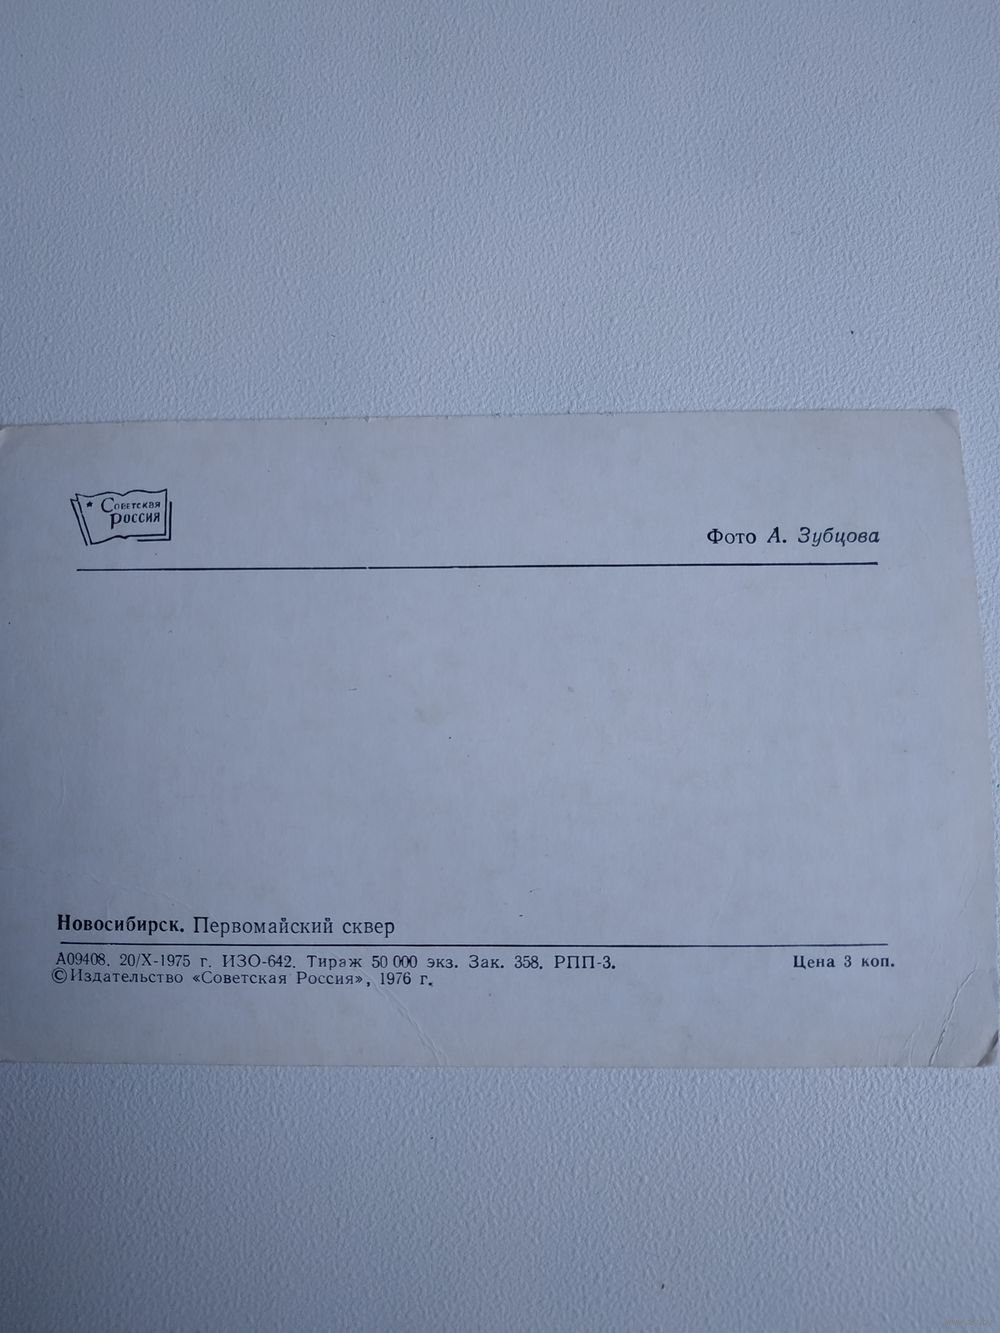 Советская
Россия
Фото А. Зубцова
Новосибирск. Первомайский сквер
А09408. 20/X-1975 г. ИЗО-642. Тираж 50 000 экз. Зак. 358. РПП-3.
Цена 3 коп.
©Издательство «Советская Россия», 1976 г.